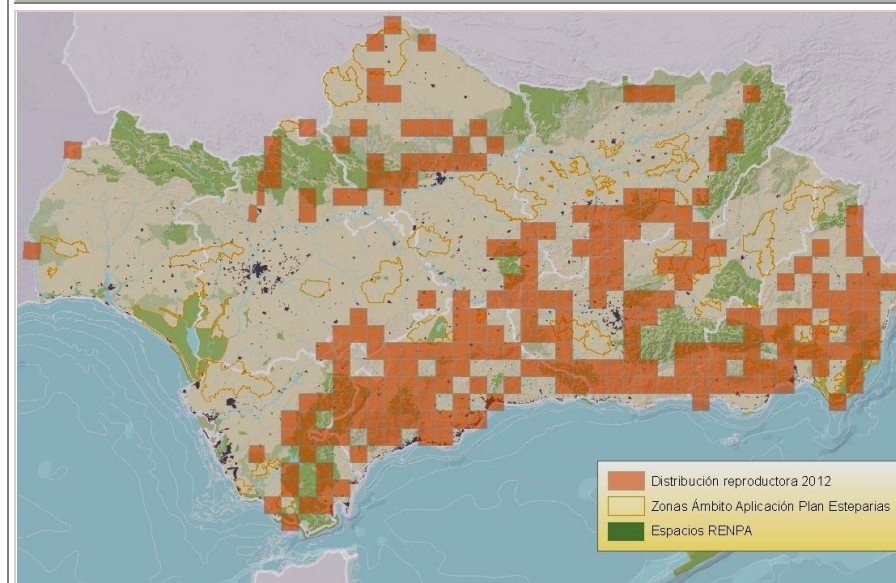 Distribución reproductora 2012
Zonas Ámbito Aplicación Plan Esteparias
Espacios RENPA